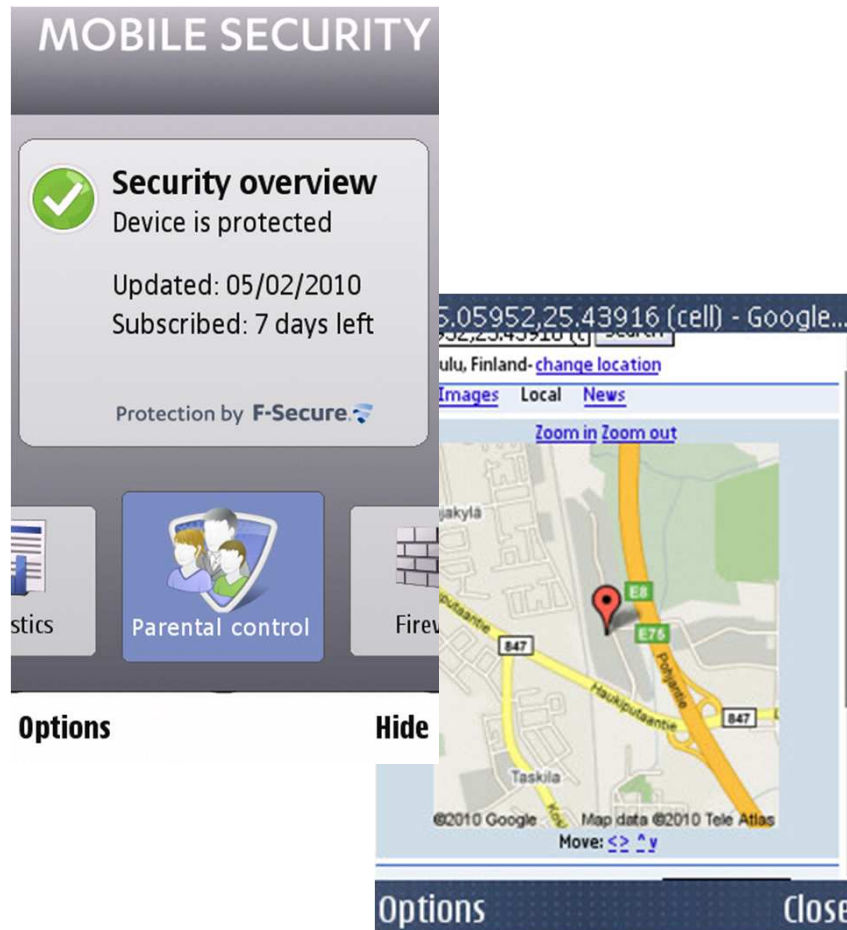 MOBILE SECURITY
Security overview
Device is protected
Updated: 05/02/2010
Subscribed: 7 days left
Protection by F-Secure.
stics
Parental control
Firew
Options
Hide
5.05952,25.43916 (cell) - Google...
ulu, Finland- change location
Images Local News
Zoom in Zoom out
jakylä
E8
E75
847
Pohjantie
Haukiputaantie
847
Taskila
©2010 Google Map data ©2010 Tele Atlas
Move: <> ^ v
Options
Close